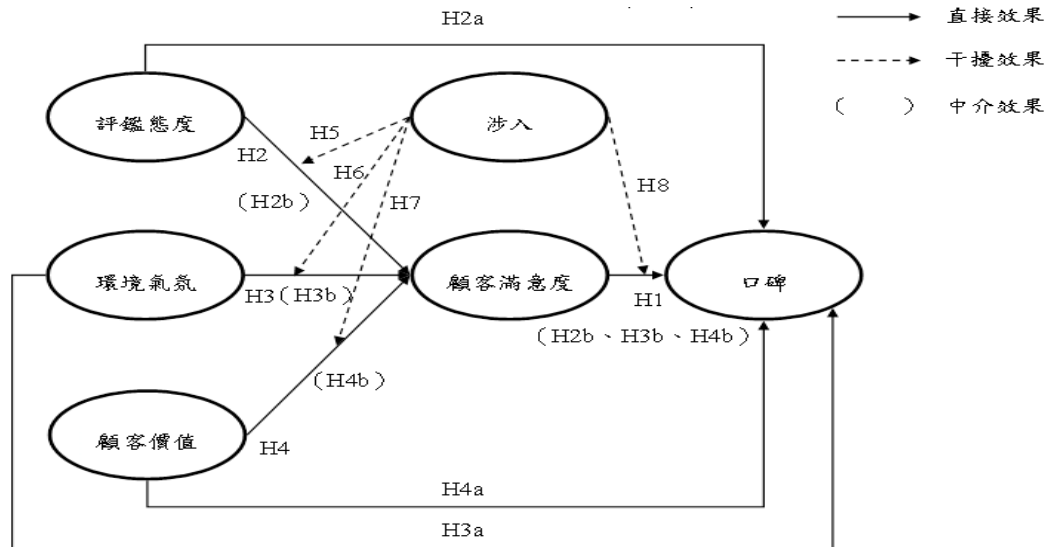 H2a
直接效果
干擾效果
(　　) 中介效果
評鑑態度
涉入
H5
H2
H6
(H2b)
H7
H8
環境氣氛
顧客滿意度
口碑
H3(H3b)
H1
(H2b、H3b、H4b)
(H4b)
顧客價值
H4
H4a
H3a